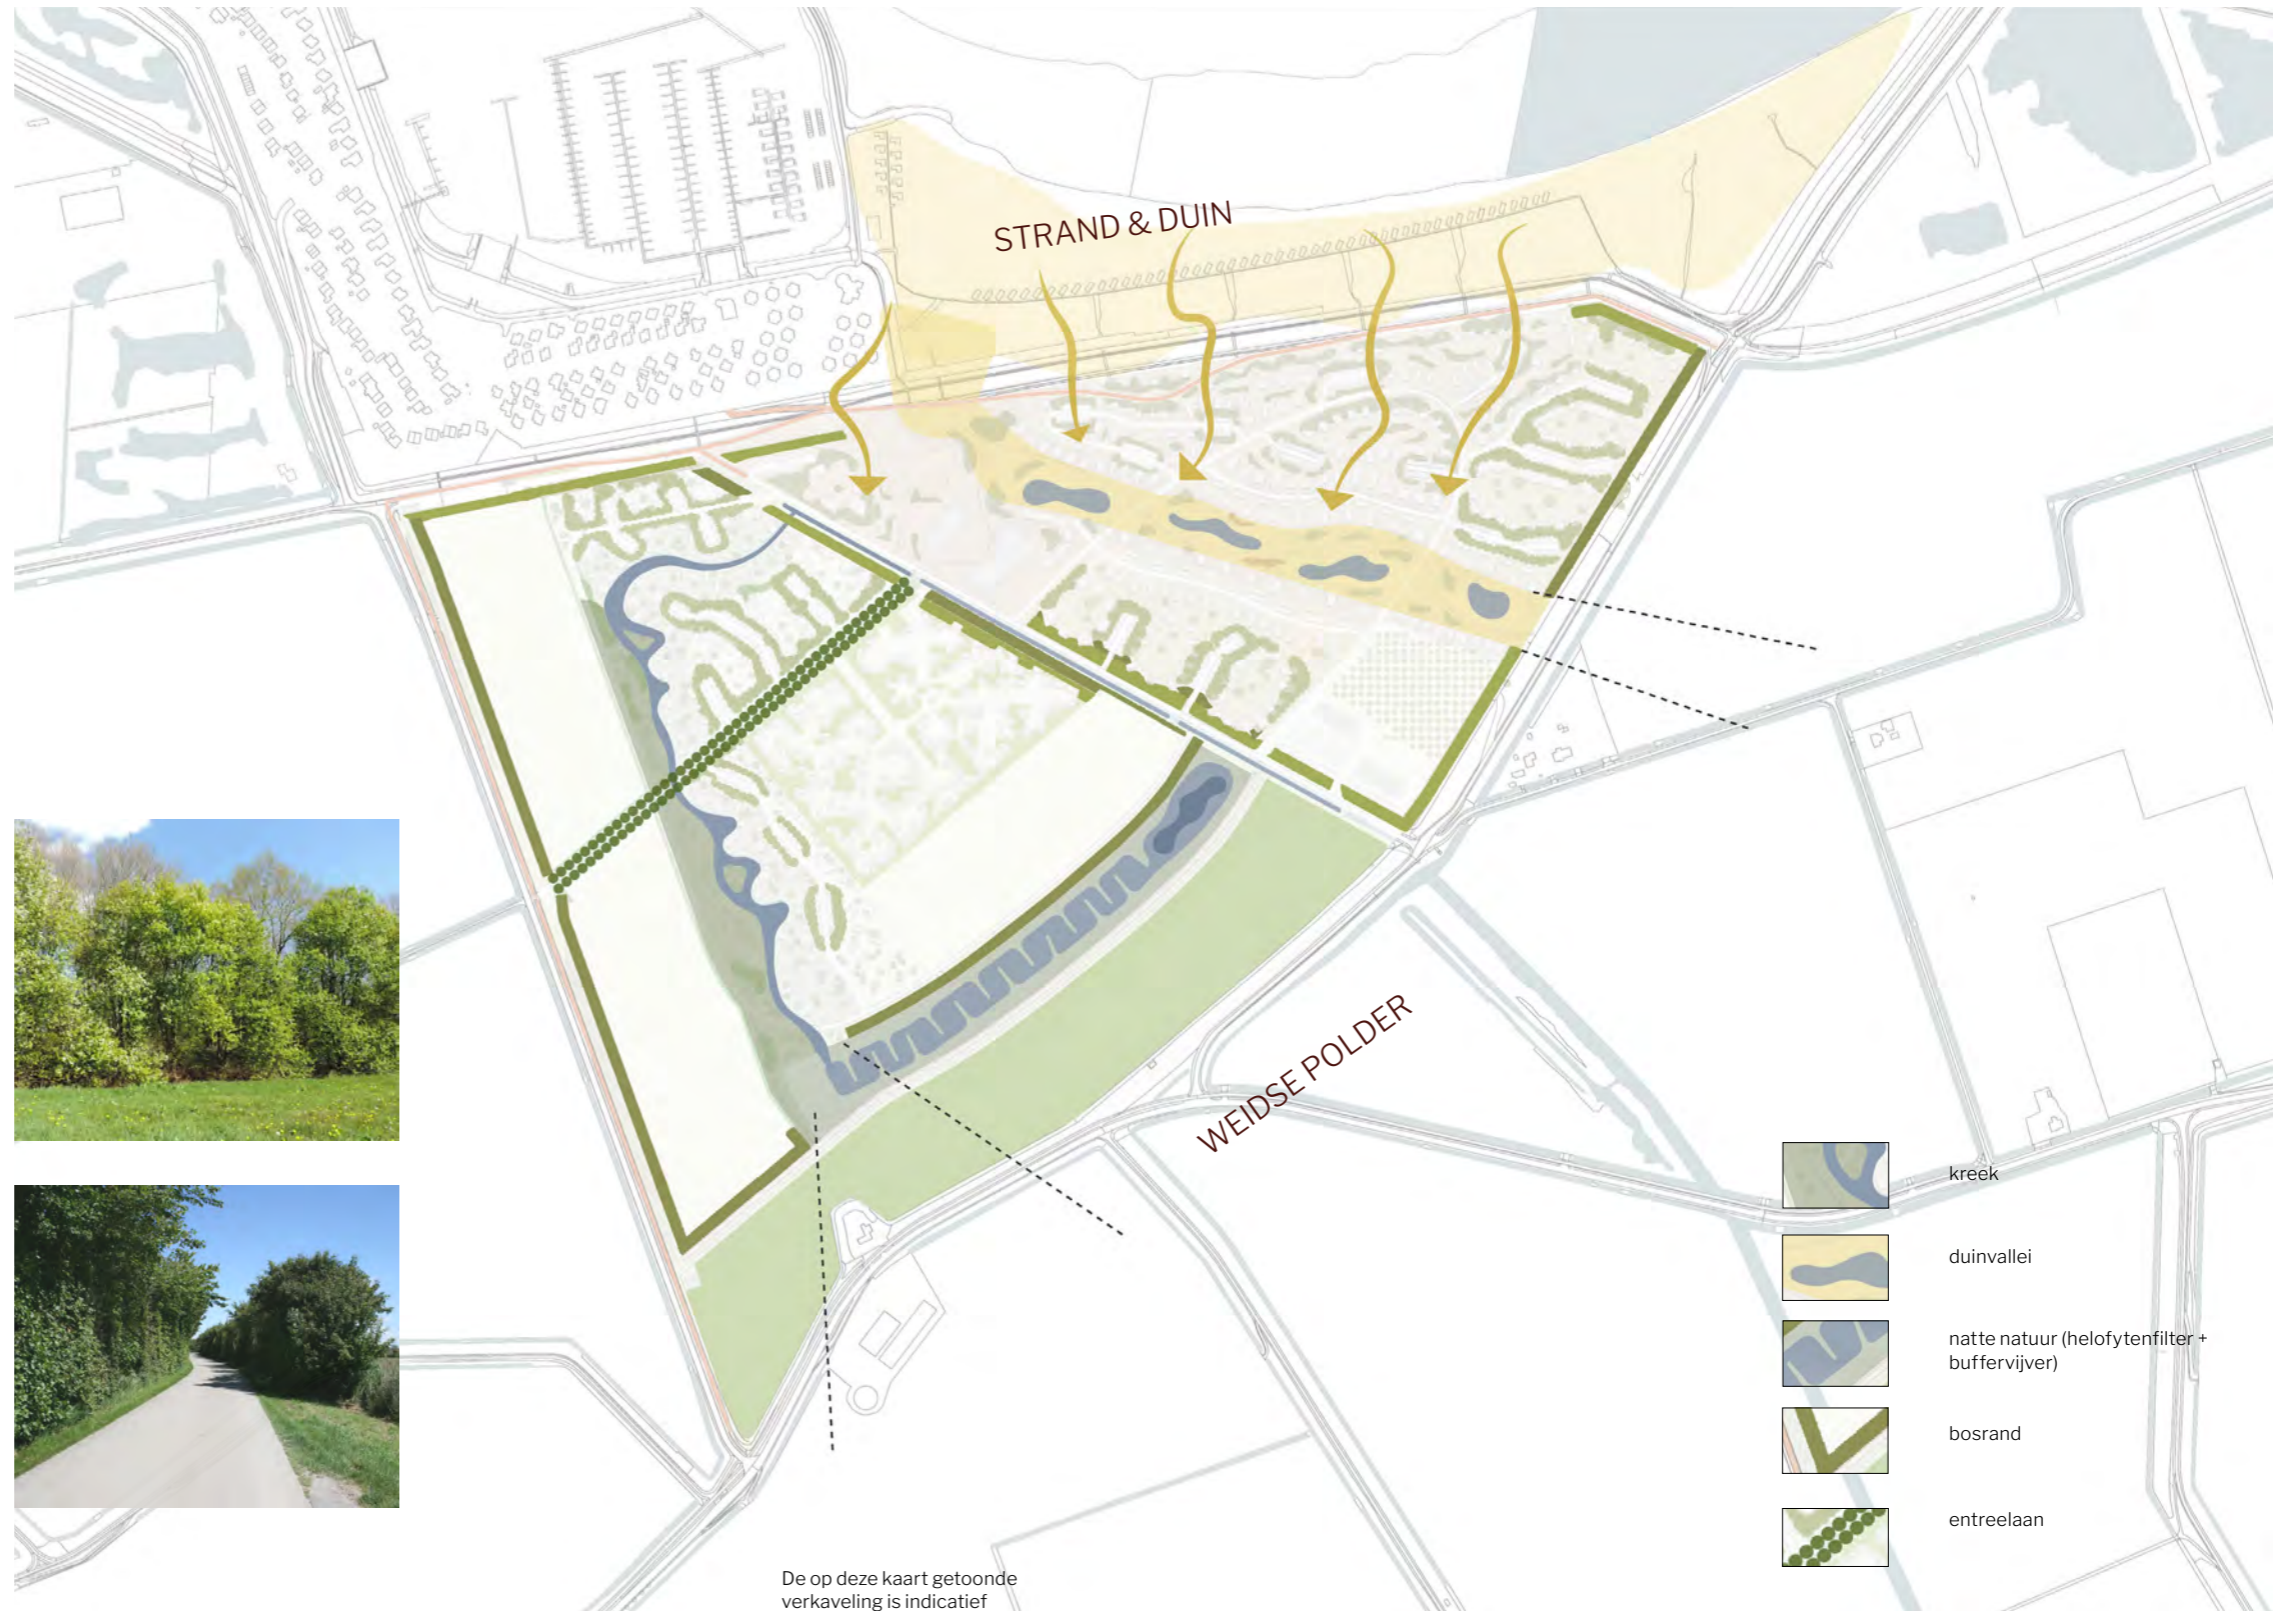 STRAND & DUIN
WEIDSE POLDER
kreek
duinvallei
natte natuur (helofytenfilter +
buffervijver)
bosrand
entreelaan
De op deze kaart getoonde
verkaveling is indicatief